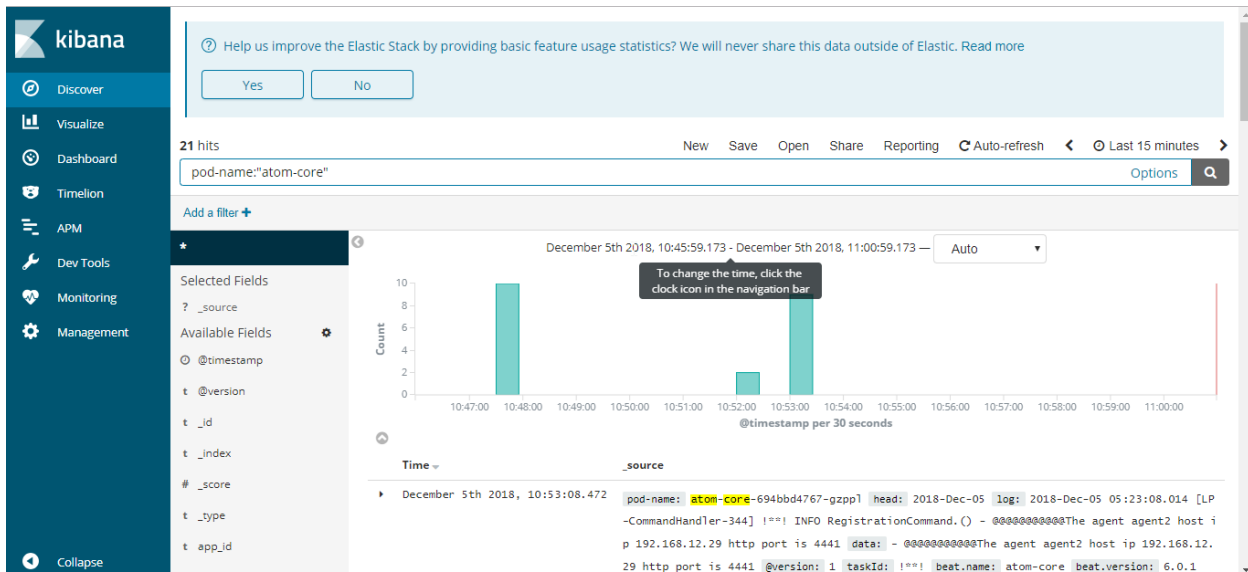 kibana
Discover
Visualize
Dashboard
Timelion
APM
Dev Tools
Monitoring
Management
Collapse
Help us improve the Elastic Stack by providing basic feature usage statistics? We will never share this data outside of Elastic. Read more
Yes No
21 hits New Save Open Share Reporting Auto-refresh Last 15 minutes
pod-name:"atom-core" Options
Add a filter
*
Selected Fields
? _source
Available Fields
@timestamp
t @version
t _id
t _index
# _score
t _type
t app_id
December 5th 2018, 10:45:59.173 - December 5th 2018, 11:00:59.173 — Auto
To change the time, click the
clock icon in the navigation bar
Count
10
8
6
4
2
0
10:47:00 10:48:00 10:49:00 10:50:00 10:51:00 10:52:00 10:53:00 10:54:00 10:55:00 10:56:00 10:57:00 10:58:00 10:59:00 11:00:00
@timestamp per 30 seconds
Time _source
December 5th 2018, 10:53:08.472 pod-name: atom-core-694bbd4767-gzppl head: 2018-Dec-05 log: 2018-Dec-05 05:23:08.014 [LP
-CommandHandler-344] !**! INFO RegistrationCommand.() - @@@@@@@@@@@The agent agent2 host i
p 192.168.12.29 http port is 4441 data: - @@@@@@@@@@@The agent agent2 host ip 192.168.12.
29 http port is 4441 @version: 1 taskId: !**! beat.name: atom-core beat.version: 6.0.1